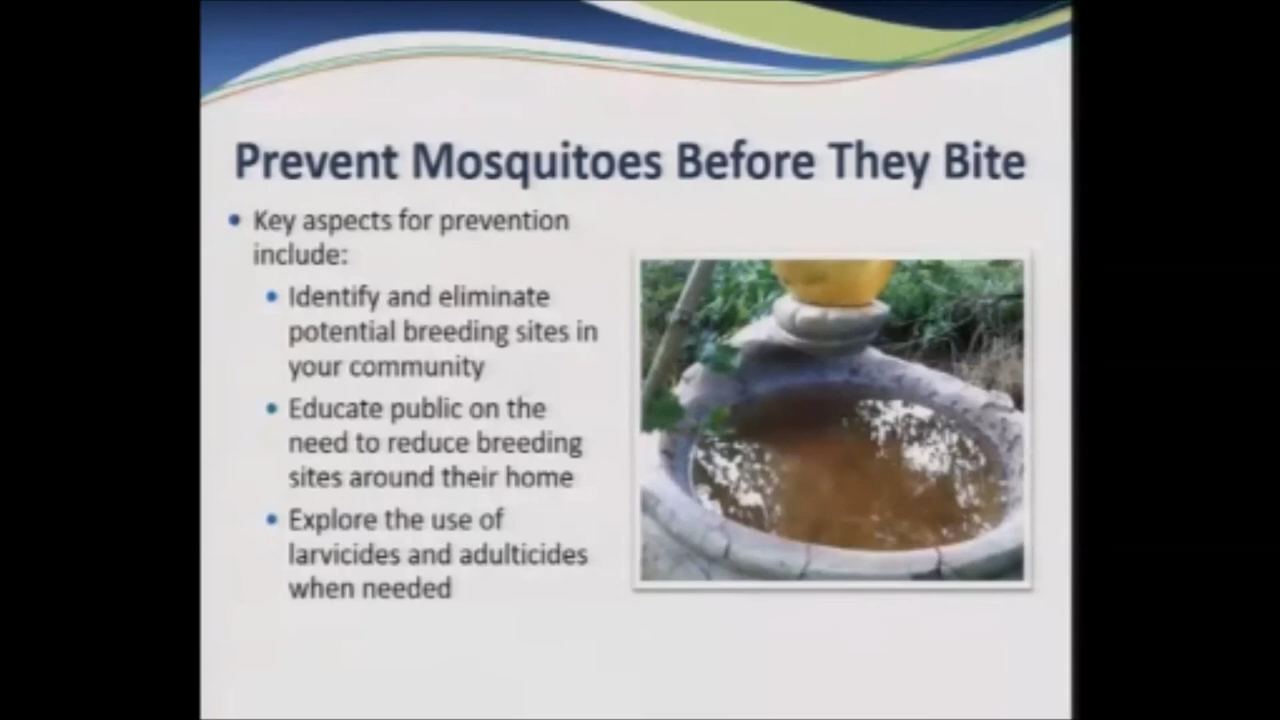 Prevent Mosquitoes Before They Bite
• Key aspects for prevention
include:
• Identify and eliminate
potential breeding sites in
your community
• Educate public on the
need to reduce breeding
sites around their home
• Explore the use of
larvicides and adulticides
when needed